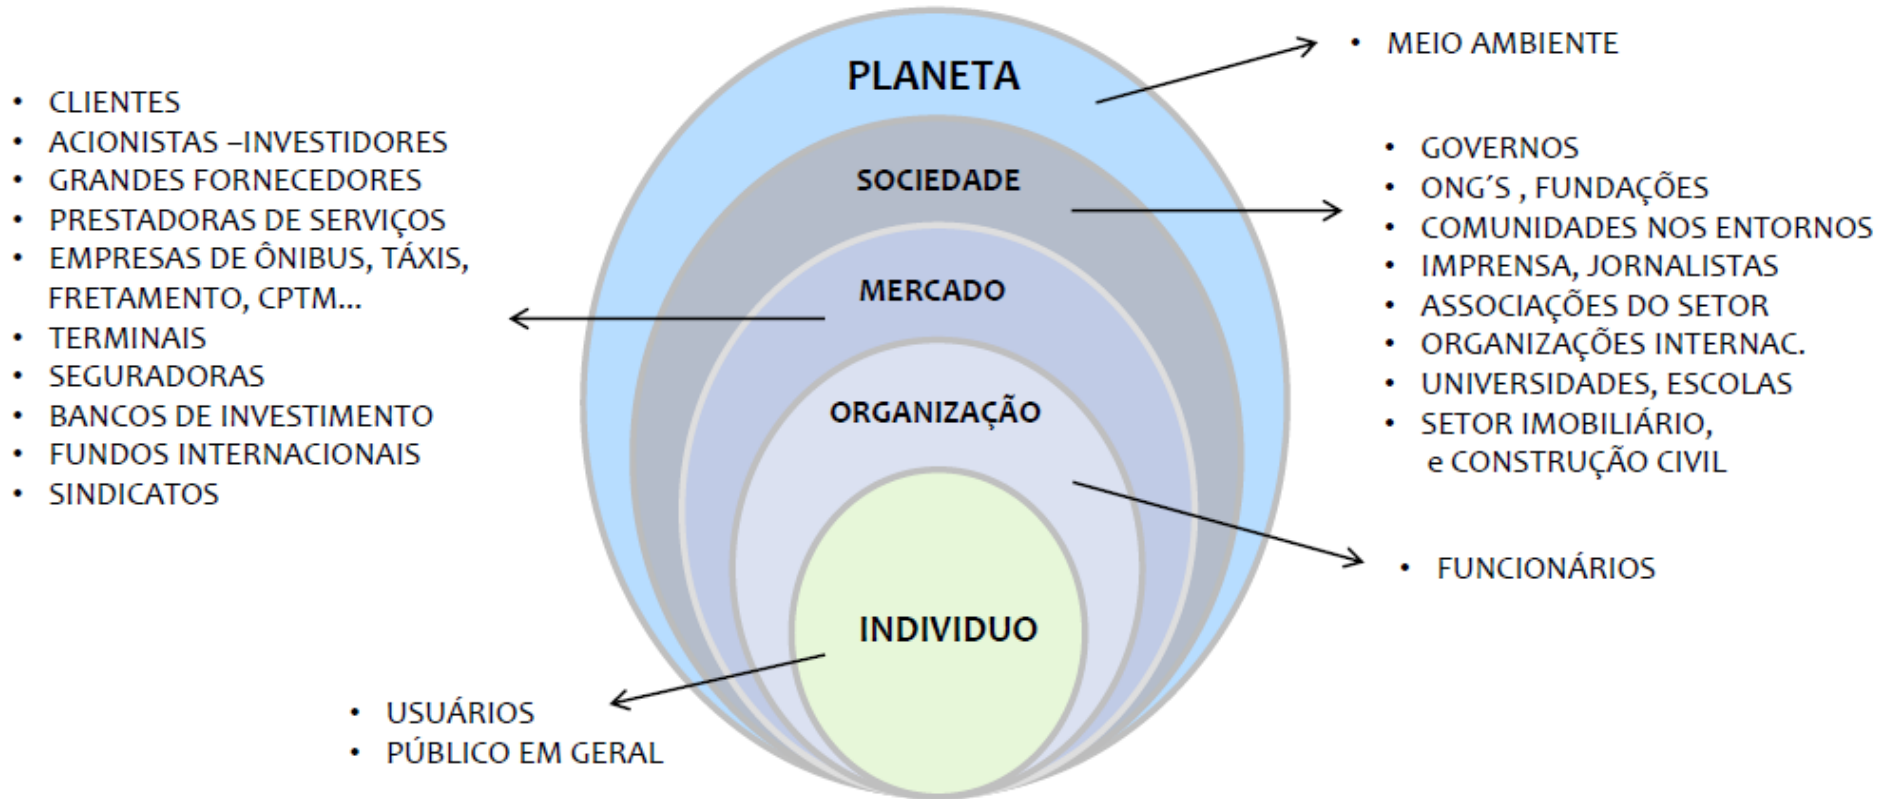 PLANETA
SOCIEDADE
MERCADO
ORGANIZAÇÃO
INDIVIDUO
• CLIENTES
• ACIONISTAS –INVESTIDORES
• GRANDES FORNECEDORES
• PRESTADORAS DE SERVIÇOS
• EMPRESAS DE ÔNIBUS, TÁXIS,
FRETAMENTO, CPTM...
• TERMINAIS
• SEGURADORAS
• BANCOS DE INVESTIMENTO
• FUNDOS INTERNACIONAIS
• SINDICATOS
• USUÁRIOS
• PÚBLICO EM GERAL
• MEIO AMBIENTE
• GOVERNOS
• ONG´S , FUNDAÇÕES
• COMUNIDADES NOS ENTORNOS
• IMPRENSA, JORNALISTAS
• ASSOCIAÇÕES DO SETOR
• ORGANIZAÇÕES INTERNAC.
• UNIVERSIDADES, ESCOLAS
• SETOR IMOBILIÁRIO,
e CONSTRUÇÃO CIVIL
• FUNCIONÁRIOS